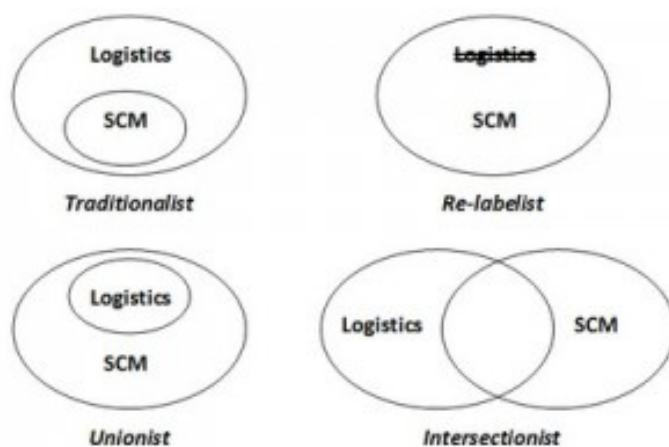 Logistics
SCM
Traditionalist
Logistics
SCM
Re-labelist
Logistics
SCM
Unionist
Logistics
SCM
Intersectionist